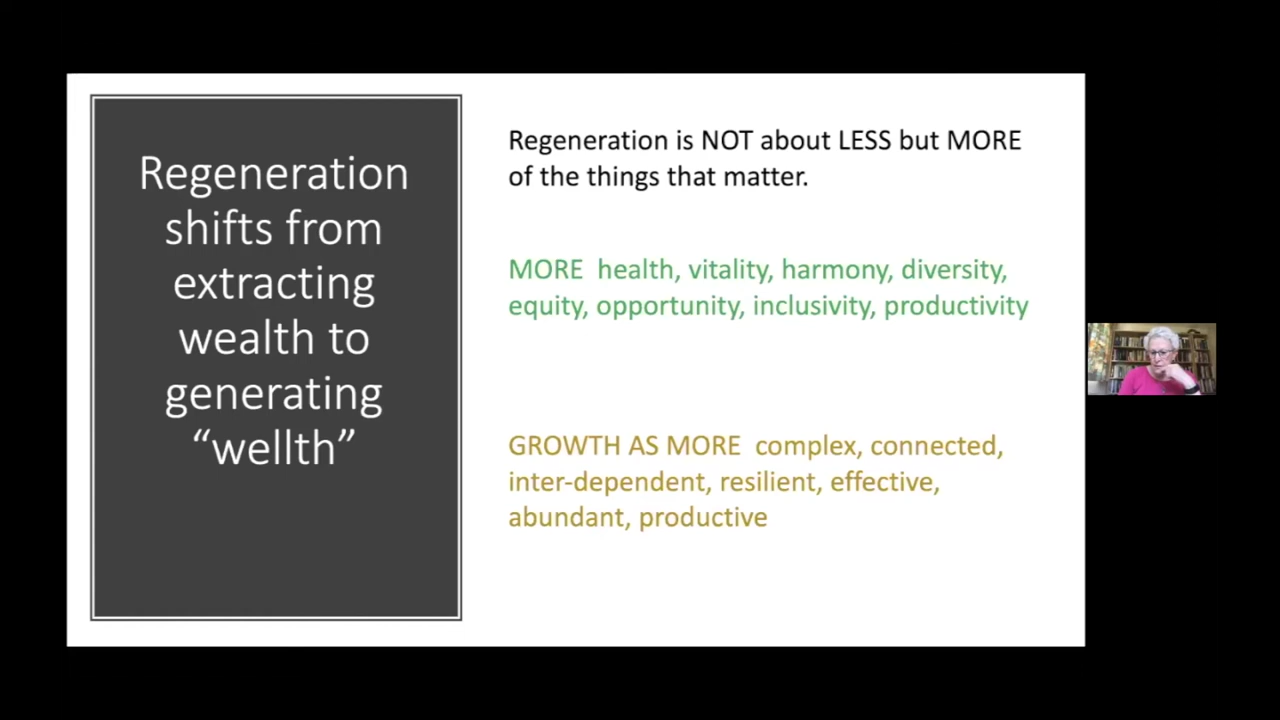 Regeneration
shifts from
extracting
wealth to
generating
“wellth”
Regeneration is NOT about LESS but MORE
of the things that matter.
MORE  health, vitality, harmony, diversity,
equity, opportunity, inclusivity, productivity
GROWTH AS MORE  complex, connected,
inter-dependent, resilient, effective,
abundant, productive